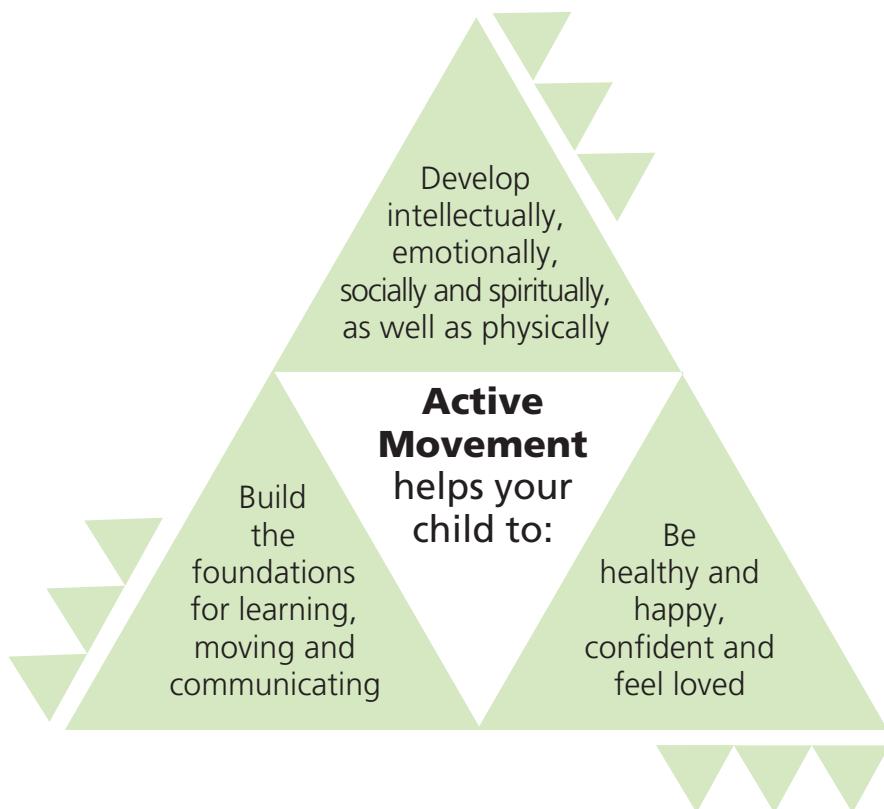 Develop
intellectually,
emotionally,
socially and spiritually,
as well as physically
Active
Movement
helps your
child to:
Build
the
foundations
for learning,
moving and
communicating
Be
healthy and
happy,
confident and
feel loved